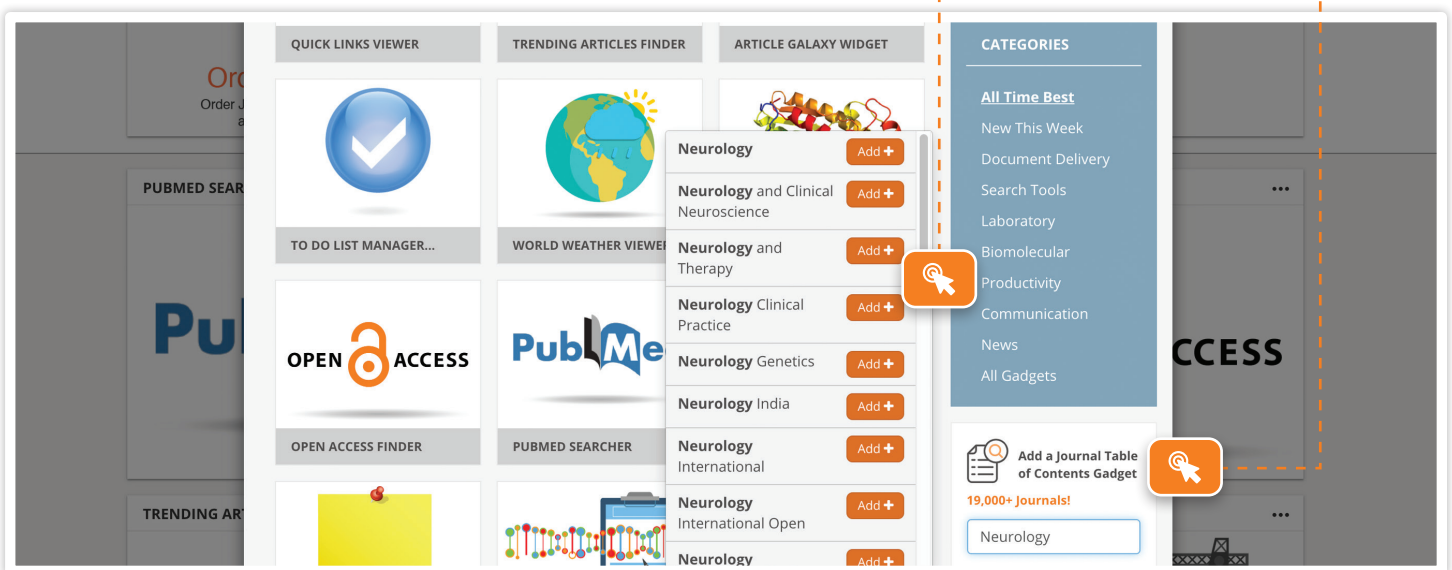 QUICK LINKS VIEWER
TRENDING ARTICLES FINDER
ARTICLE GALAXY WIDGET
CATEGORIES
All Time Best
New This Week
Document Delivery
Search Tools
Laboratory
Biomolecular
Productivity
Communication
News
All Gadgets
Order J
PUBMED SEAR
Pu
TRENDING AR
TO DO LIST MANAGER...
WORLD WEATHER VIEWE
OPEN ACCESS
OPEN ACCESS FINDER
PubMe
PUBMED SEARCHER
Neurology
Add +
Neurology and Clinical
Neuroscience
Add +
Neurology and
Therapy
Add +
Neurology Clinical
Practice
Add +
Neurology Genetics
Add +
Neurology India
Add +
Neurology
International
Add +
Neurology
International Open
Add +
Neurology
Add +
CCESS
Add a Journal Table
of Contents Gadget
19,000+ Journals!
Neurology